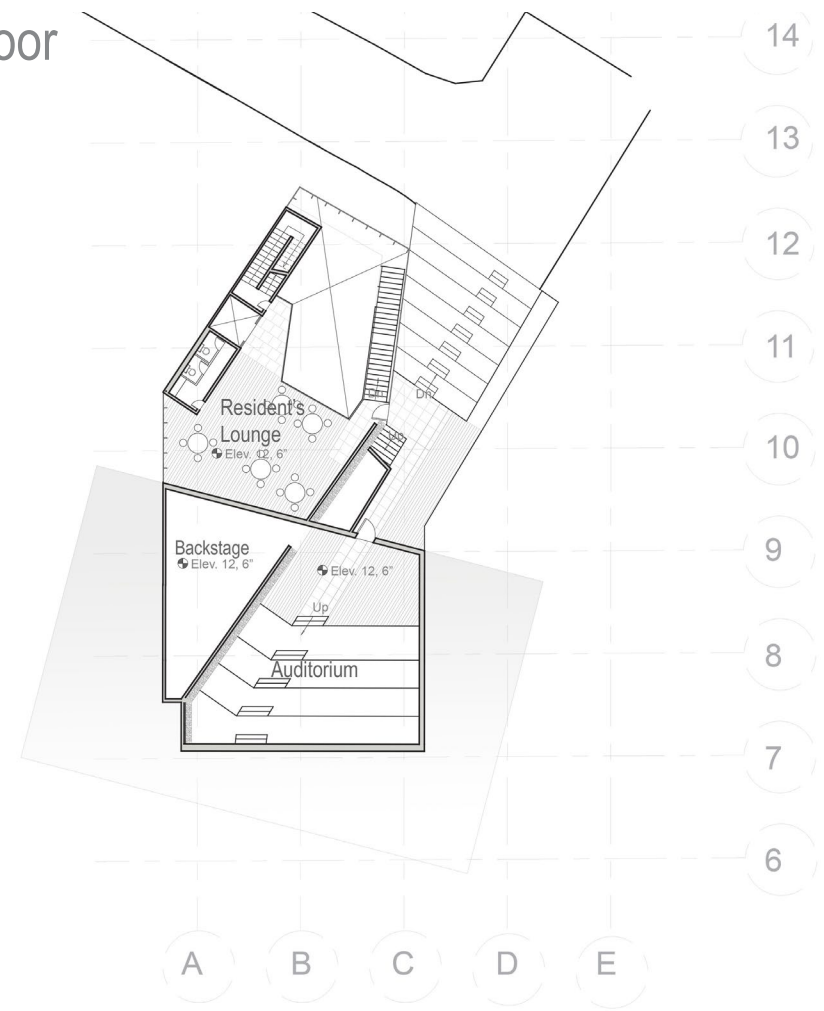 oor
14
13
12
11
Dn
Resident's
Lounge
Elev. 12, 6"
Up
10
9
Backstage
Elev. 12, 6"
Elev. 12, 6"
Up
8
Auditorium
7
6
A B C D E